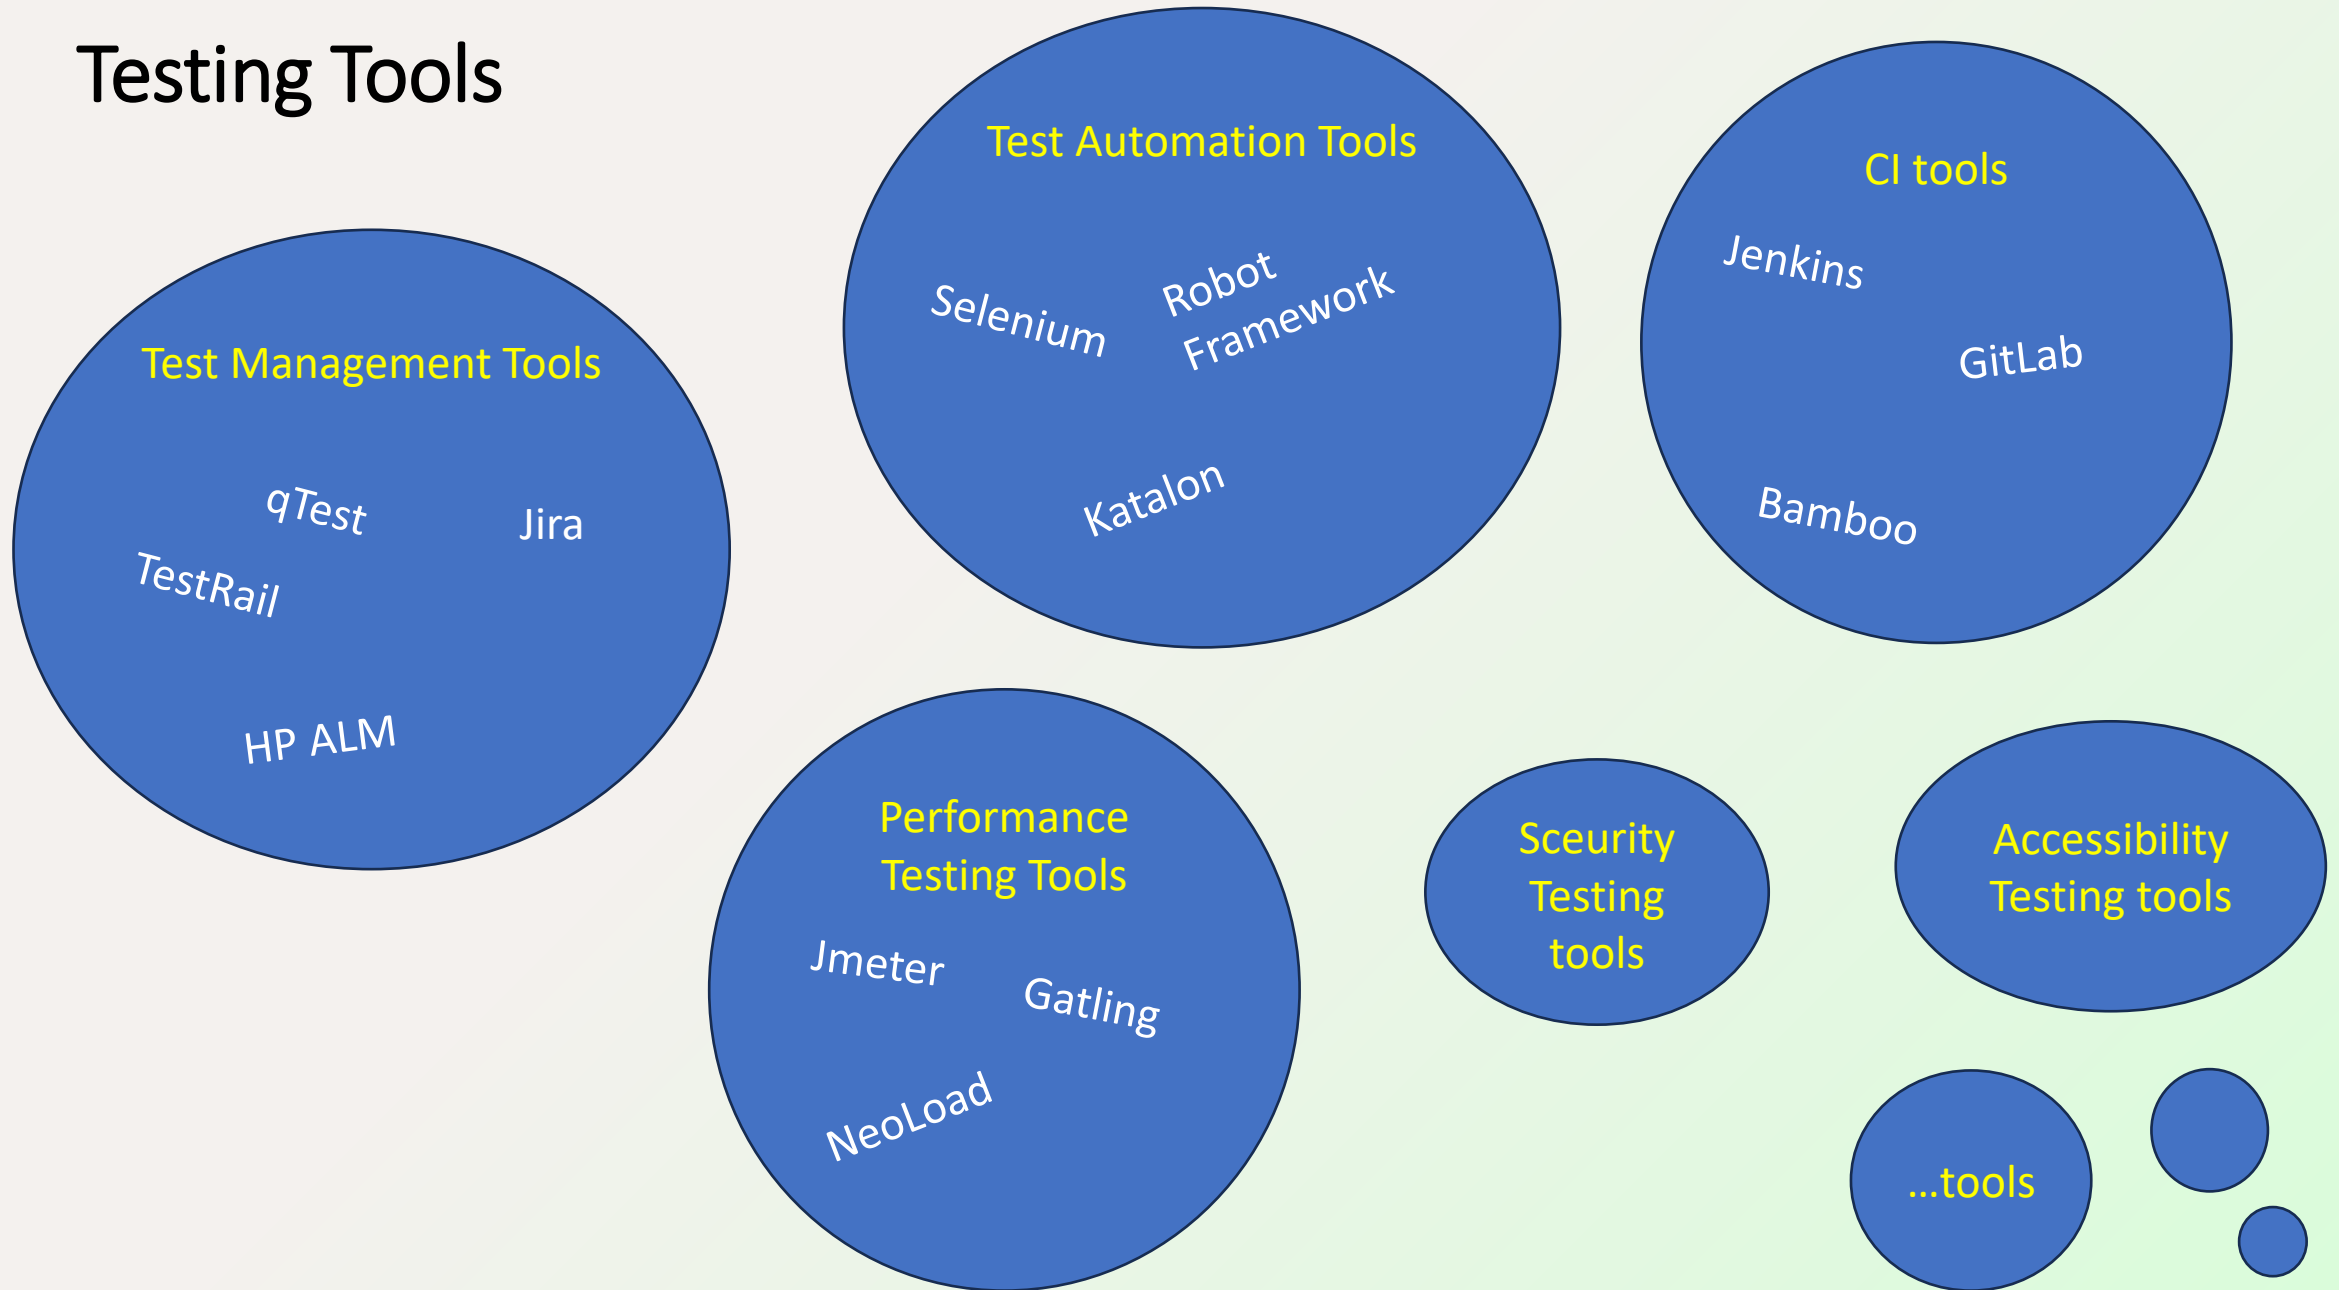 Testing Tools
Test Management Tools
qTest
Jira
TestRail
HP ALM
Test Automation Tools
Selenium
Robot
Framework
Katalon
CI tools
Jenkins
GitLab
Bamboo
Performance
Testing Tools
Jmeter
Gatling
NeoLoad
Sceurity
Testing
tools
Accessibility
Testing tools
...tools